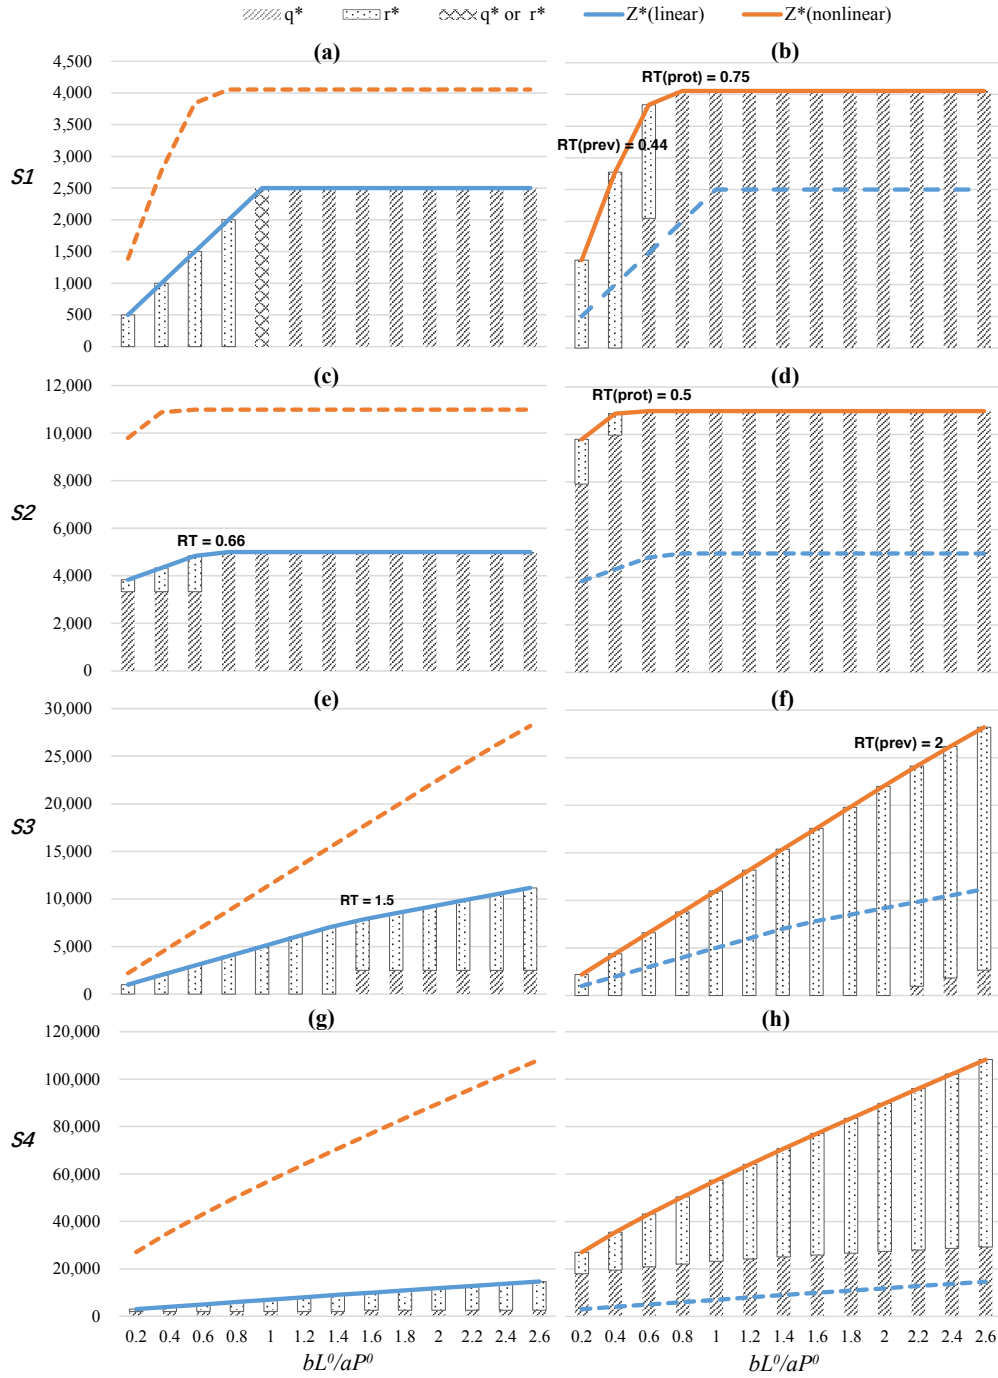 q* r* q* or r* Z*(linear) Z*(nonlinear)
(a) (b)
4,500
RT(prot) = 0.75
4,000
3,500
RT(prev) = 0.44
3,000
S1
2,500
2,000
1,500
1,000
500
0
(c) (d)
12,000
RT(prot) = 0.5
10,000
8,000
S2
6,000
RT = 0.66
4,000
2,000
0
(e) (f)
30,000
RT(prev) = 2
25,000
20,000
S3
15,000
10,000
RT = 1.5
5,000
0
(g) (h)
120,000
100,000
80,000
S4
60,000
40,000
20,000
0
0.2 0.4 0.6 0.8 1 1.2 1.4 1.6 1.8 2 2.2 2.4 2.6 0.2 0.4 0.6 0.8 1 1.2 1.4 1.6 1.8 2 2.2 2.4 2.6
bL⁰/aP⁰ bL⁰/aP⁰